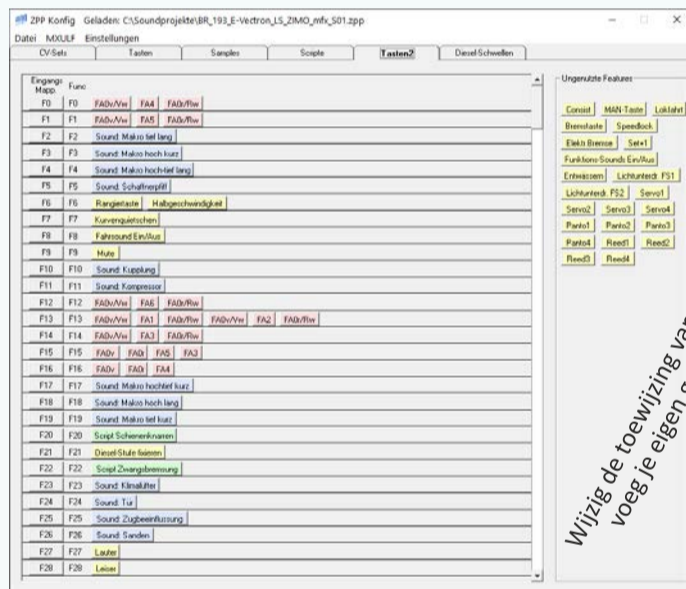 ZPP Konfig Geladen: C:\Soundprojekte\BR_193_E-Vectron_LS_ZIMO_mfx_S01.zpp
Datei MXULF Einstellungen
CV-Sets Tasten Samples Scripte Tasten2 Diesel-Schwellen
Eingangs Mapp. Func
F0 F0 FA0v/Vw FA4 FA0r/Rw
F1 F1 FA0v/Vw FA5 FA0r/Rw
F2 F2 Sound: Makro tief lang
F3 F3 Sound: Makro hoch kurz
F4 F4 Sound: Makro hoch-tief lang
F5 F5 Sound: Schaffnerpfiff
F6 F6 Rangiertaste Halbgeschwindigkeit
F7 F7 Kurvenquietschen
F8 F8 Fahrsound Ein/Aus
F9 F9 Mute
F10 F10 Sound: Kupplung
F11 F11 Sound: Kompressor
F12 F12 FA0v/Vw FA6 FA0r/Rw
F13 F13 FA0v/Vw FA1 FA0r/Rw FA0v/Vw FA2 FA0r/Rw
F14 F14 FA0v/Vw FA3 FA0r/Rw
F15 F15 FA0v FA0r FA5 FA3
F16 F16 FA0v FA0r FA4
F17 F17 Sound: Makro hochtief kurz
F18 F18 Sound: Makro hoch lang
F19 F19 Sound: Makro tief kurz
F20 F20 Script Schienenknarren
F21 F21 Diesel-Stufe fixieren
F22 F22 Script Zwangsbremsung
F23 F23 Sound: Klimalüfter
F24 F24 Sound: Tür
F25 F25 Sound: Zugbeeinflussung
F26 F26 Sound: Sanden
F27 F27 Lauter
F28 F28 Leiser
Ungenutzte Features
Consist MAN-Taste Lokfahrt
Bremstaste Speedlock
Elektr.Bremse Set+1
Funktions-Sounds Ein/Aus
Entwässern Lichtunterdr. FS1
Lichtunterdr. FS2 Servo1
Servo2 Servo3 Servo4
Panto1 Panto2 Panto3
Panto4 Reed1 Reed2
Reed3 Reed4
Wijzig de toewijzing van
voeg je eigen